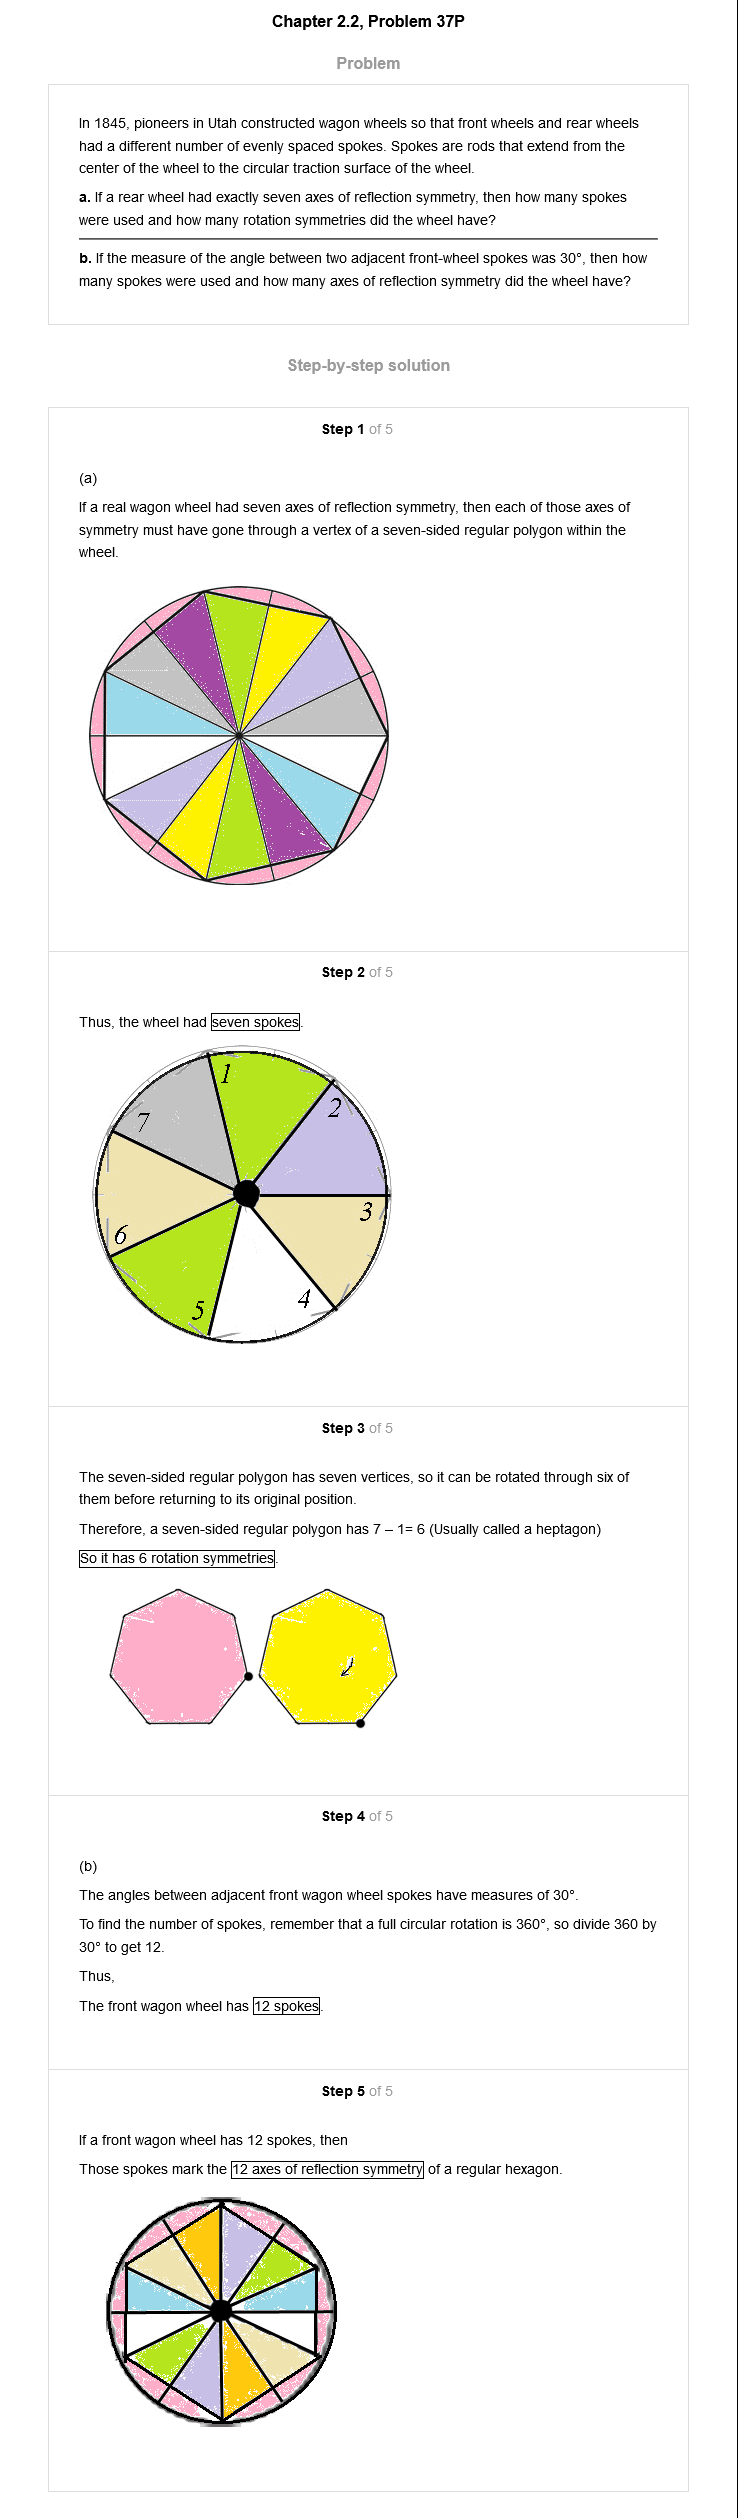 Chapter 2.2, Problem 37P
Problem
In 1845, pioneers in Utah constructed wagon wheels so that front wheels and rear wheels
had a different number of evenly spaced spokes. Spokes are rods that extend from the
center of the wheel to the circular traction surface of the wheel.
a. If a rear wheel had exactly seven axes of reflection symmetry, then how many spokes
were used and how many rotation symmetries did the wheel have?
b. If the measure of the angle between two adjacent front-wheel spokes was 30°, then how
many spokes were used and how many axes of reflection symmetry did the wheel have?
Step-by-step solution
Step 1 of 5
(a)
If a real wagon wheel had seven axes of reflection symmetry, then each of those axes of
symmetry must have gone through a vertex of a seven-sided regular polygon within the
wheel.
Step 2 of 5
Thus, the wheel had seven spokes.
1
2
7
3
6
4
5
Step 3 of 5
The seven-sided regular polygon has seven vertices, so it can be rotated through six of
them before returning to its original position.
Therefore, a seven-sided regular polygon has 7 – 1= 6 (Usually called a heptagon)
So it has 6 rotation symmetries.
Step 4 of 5
(b)
The angles between adjacent front wagon wheel spokes have measures of 30°.
To find the number of spokes, remember that a full circular rotation is 360°, so divide 360 by
30° to get 12.
Thus,
The front wagon wheel has 12 spokes.
Step 5 of 5
If a front wagon wheel has 12 spokes, then
Those spokes mark the 12 axes of reflection symmetry of a regular hexagon.